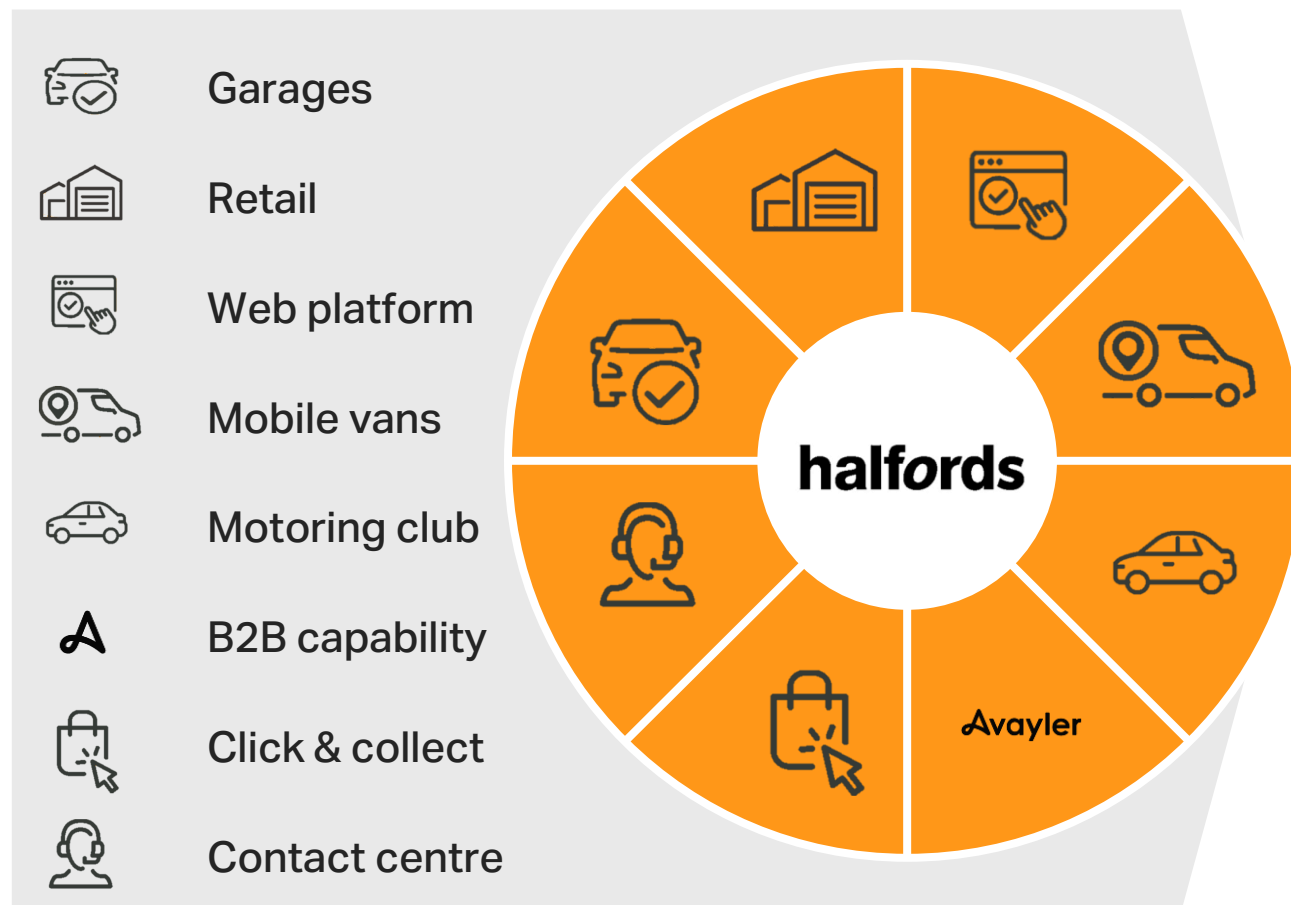 Garages
Retail
Web platform
Mobile vans
Motoring club
B2B capability
Click & collect
Contact centre
halfords
Avayler